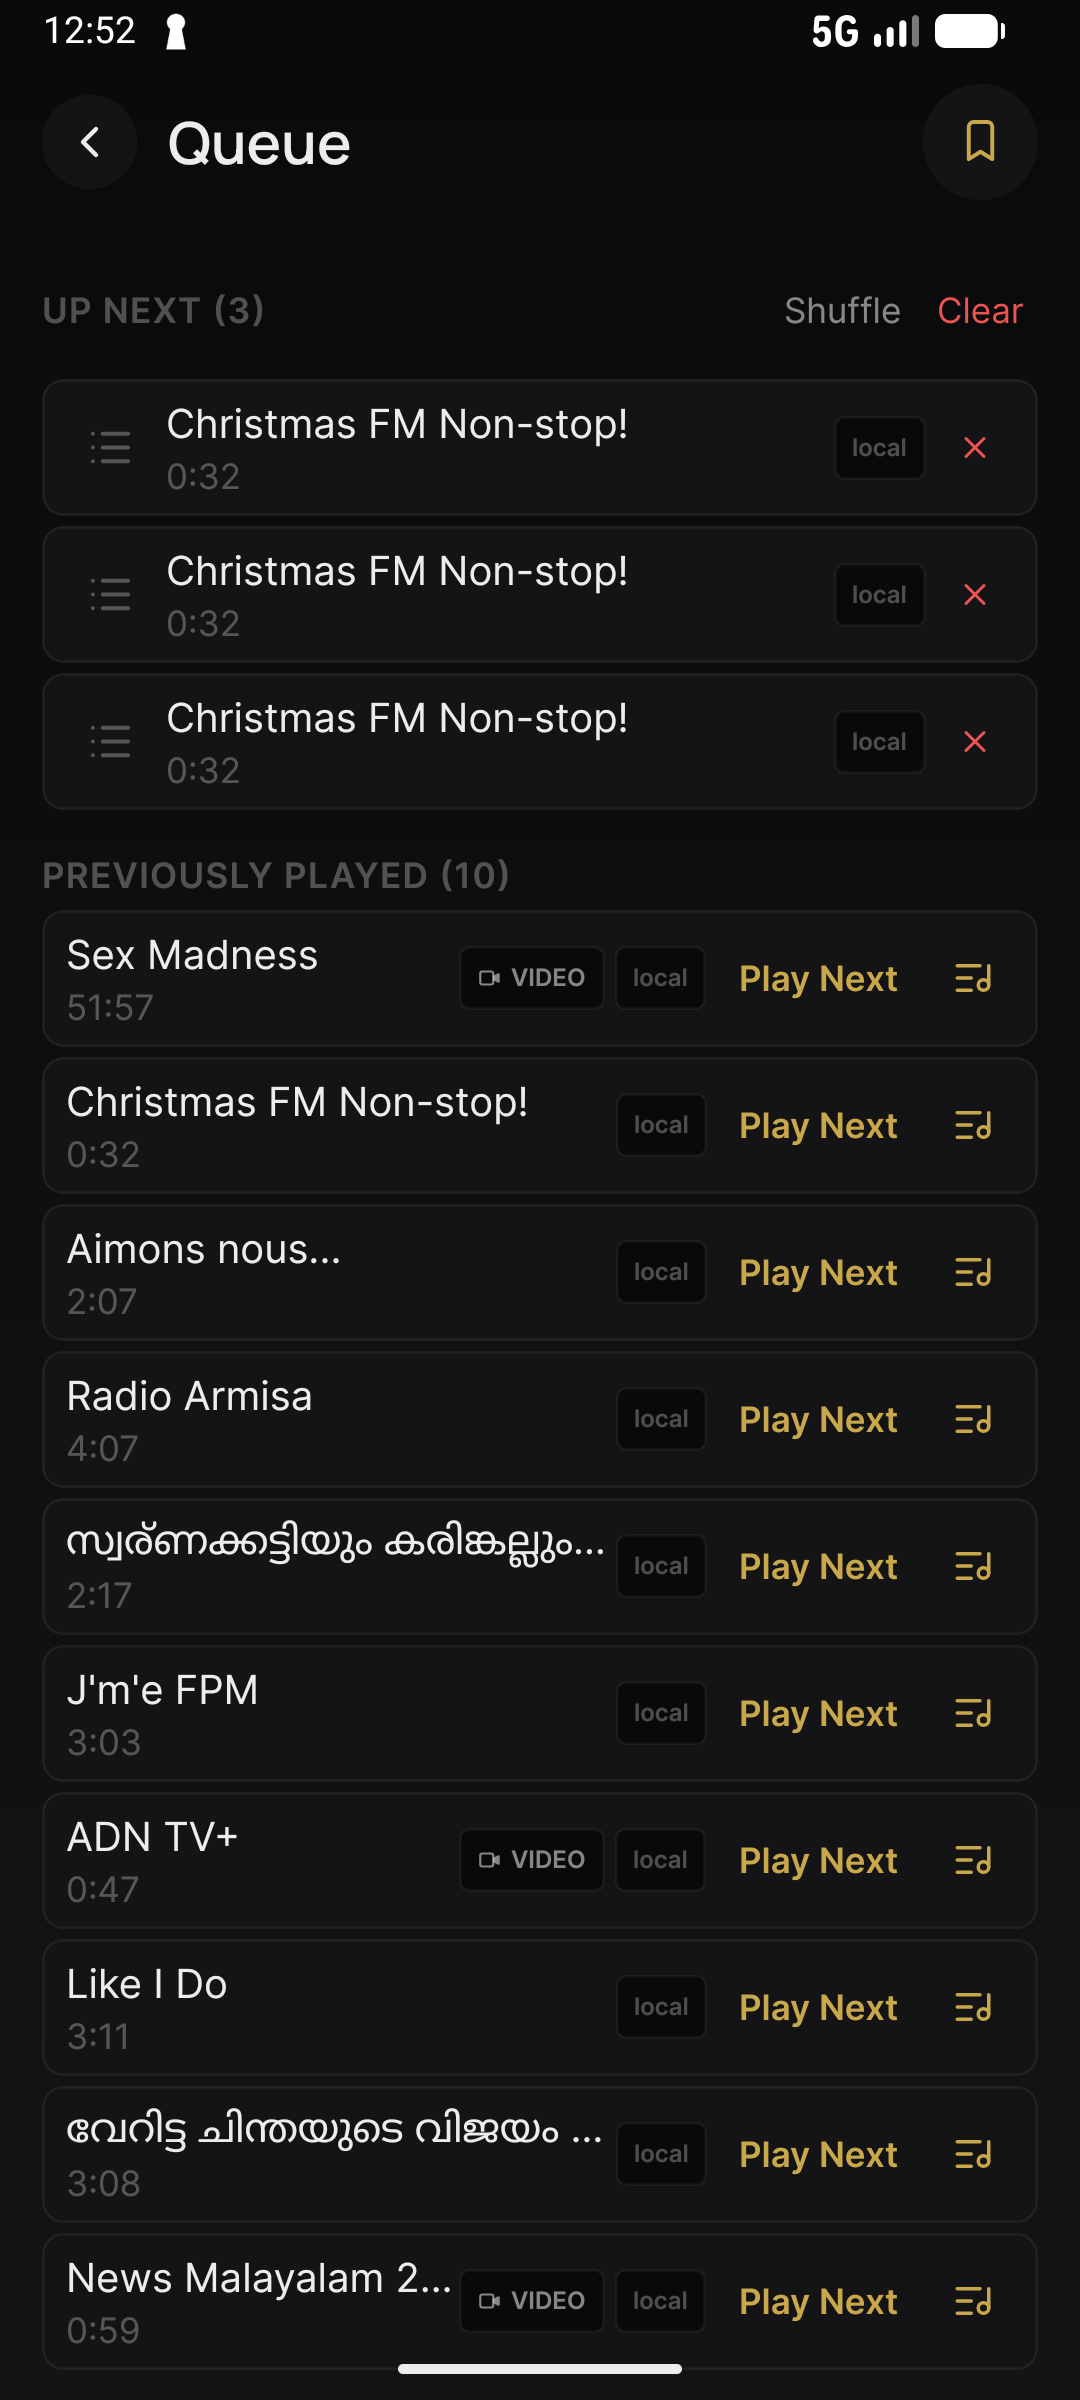 12:52
5G
Queue
UP NEXT (3)
Shuffle
Clear
Christmas FM Non-stop!
0:32
local
Christmas FM Non-stop!
0:32
local
Christmas FM Non-stop!
0:32
local
PREVIOUSLY PLAYED (10)
Sex Madness
51:57
VIDEO
local
Play Next
Christmas FM Non-stop!
0:32
local
Play Next
Aimons nous...
2:07
local
Play Next
Radio Armisa
4:07
local
Play Next
സ്വര്ണക്കട്ടിയും കരിങ്കല്ലും...
2:17
local
Play Next
J'm'e FPM
3:03
local
Play Next
ADN TV+
0:47
VIDEO
local
Play Next
Like I Do
3:11
local
Play Next
വേറിട്ട ചിന്തയുടെ വിജയം ...
3:08
local
Play Next
News Malayalam 2...
0:59
VIDEO
local
Play Next